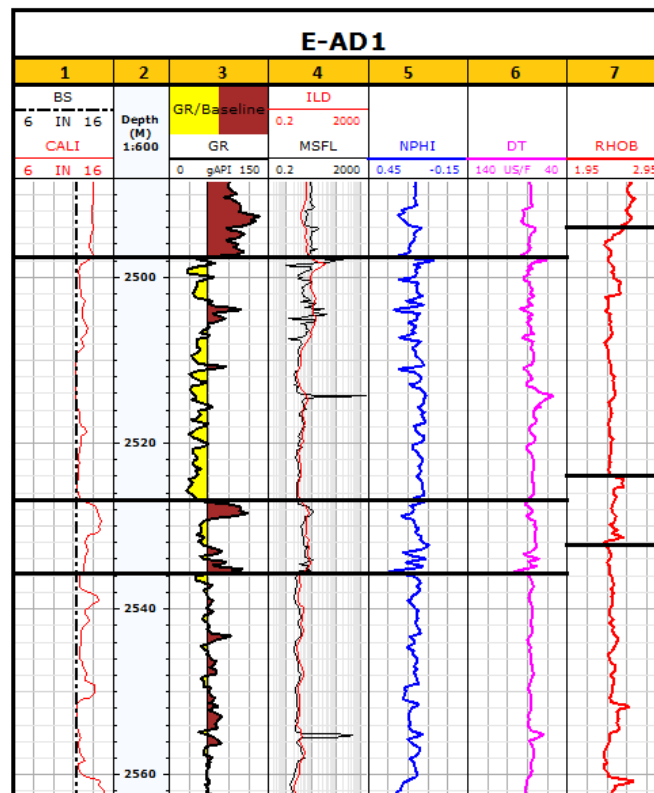 E-AD1
1 2 3 4 5 6 7
BS
6 IN 16
CALI
6 IN 16
Depth
(M)
1:600
GR/Baseline
GR
0 gAPI 150
ILD
0.2 2000
MSFL
0.2 2000
NPHI
0.45 -0.15
DT
140 US/F 40
RHOB
1.95 2.95
2500
2520
2540
2560